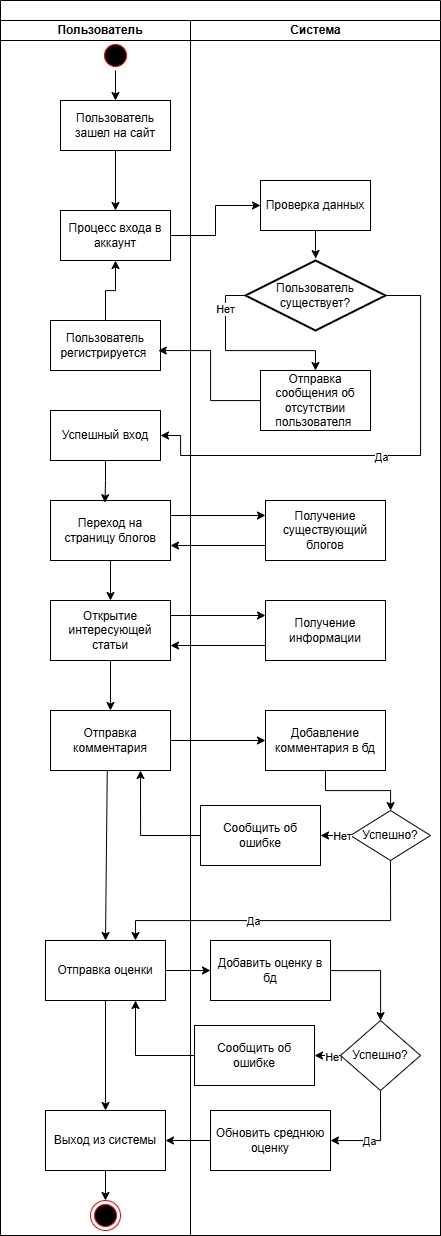 Пользователь
Система
Пользователь
зашел на сайт
Процесс входа в
аккаунт
Проверка данных
Пользователь
существует?
Нет
Пользователь
регистрируется
Отправка
сообщения об
отсутствии
пользователя
Успешный вход
Да
Переход на
страницу блогов
Получение
существующий
блогов
Открытие
интересующей
статьи
Получение
информации
Отправка
комментария
Добавление
комментария в бд
Сообщить об
ошибке
Нет
Успешно?
Да
Отправка оценки
Добавить оценку в
бд
Сообщить об
ошибке
Нет
Успешно?
Выход из системы
Обновить среднюю
оценку
Да